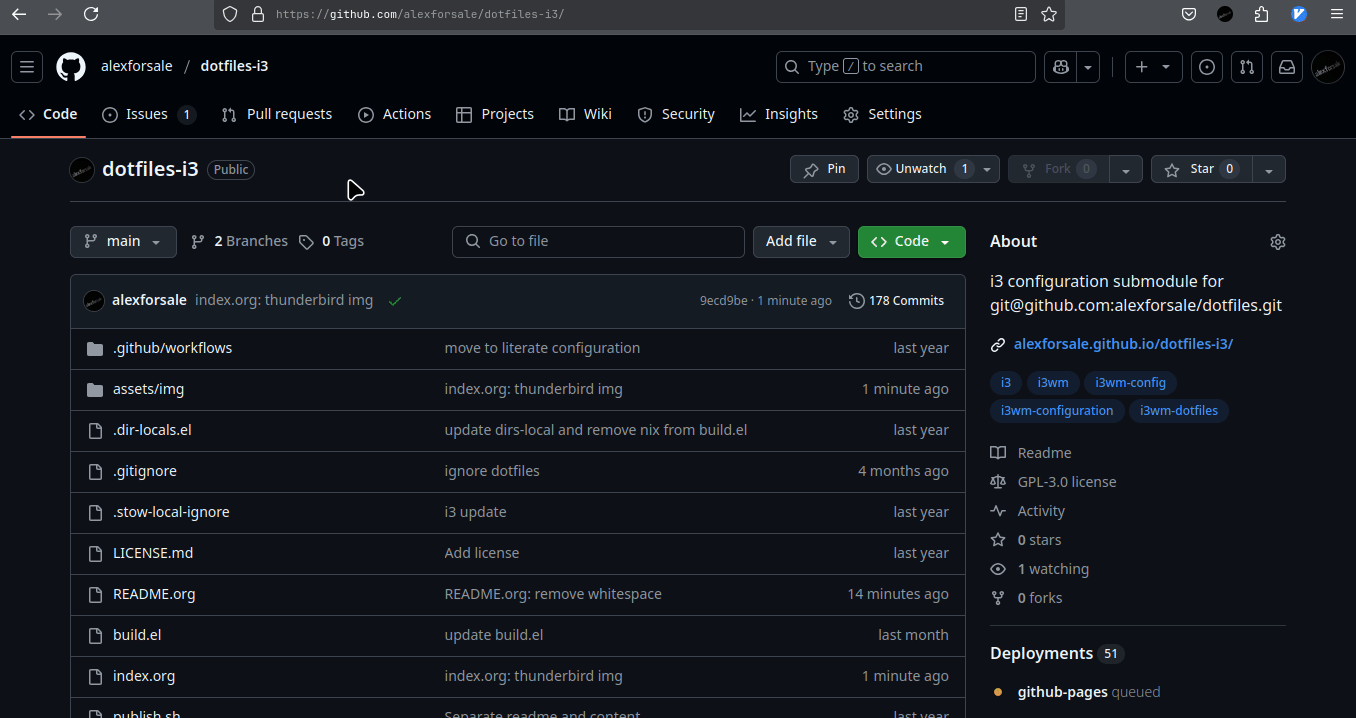 https://github.com/alexforsale/dotfiles-i3/
alexforsale / dotfiles-i3
Type / to search
Code Issues 1 Pull requests Actions Projects Wiki Security Insights Settings
dotfiles-i3 Public
Pin Unwatch 1 Fork 0 Star 0
main 2 Branches 0 Tags Go to file Add file Code
alexforsale index.org: thunderbird img 9ecd9be · 1 minute ago 178 Commits
.github/workflows move to literate configuration last year
assets/img index.org: thunderbird img 1 minute ago
.dir-locals.el update dirs-local and remove nix from build.el last year
.gitignore ignore dotfiles 4 months ago
.stow-local-ignore i3 update last year
LICENSE.md Add license last year
README.org README.org: remove whitespace 14 minutes ago
build.el update build.el last month
index.org index.org: thunderbird img 1 minute ago
publish.sh Separate readme and content last year
About
i3 configuration submodule for
git@github.com:alexforsale/dotfiles.git
alexforsale.github.io/dotfiles-i3/
i3 i3wm i3wm-config
i3wm-configuration i3wm-dotfiles
Readme
GPL-3.0 license
Activity
0 stars
1 watching
0 forks
Deployments 51
github-pages queued